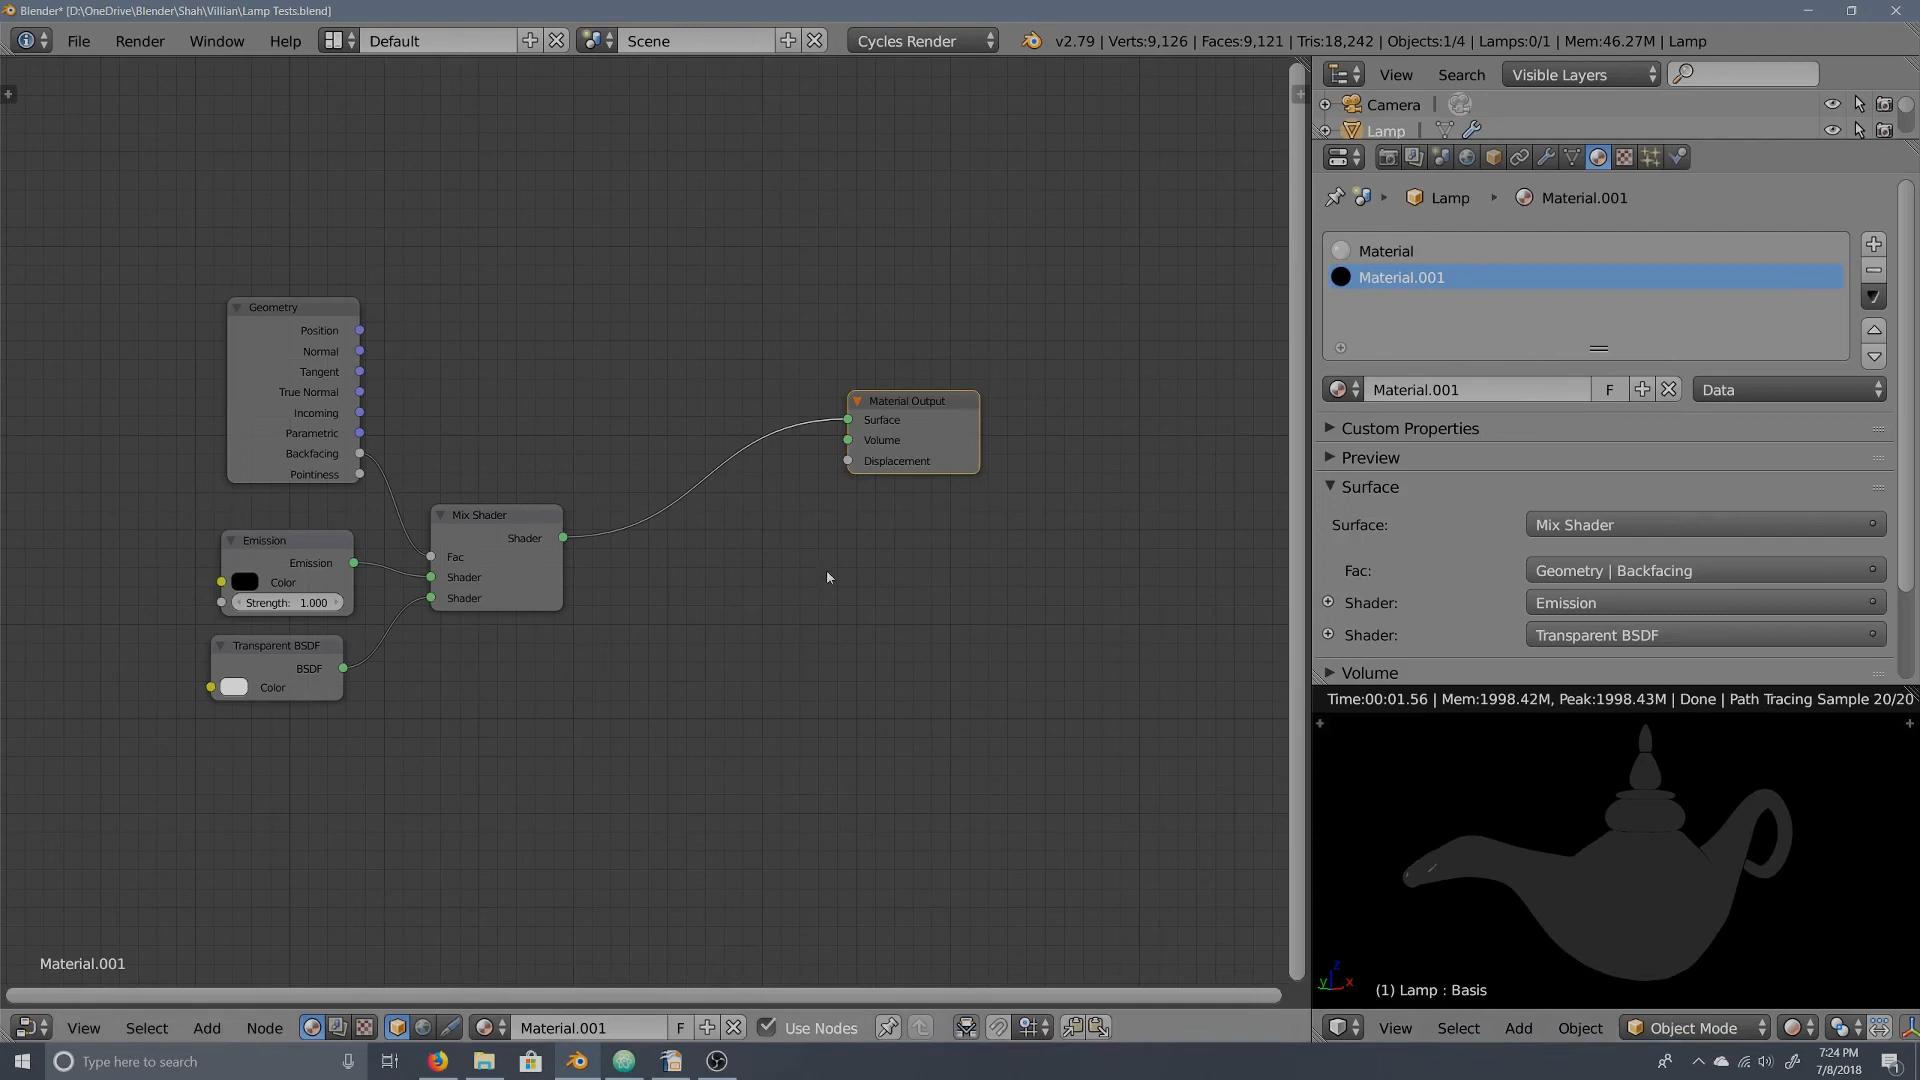 Blender* [D:\OneDrive\Blender\Shah\Villian\Lamp Tests.blend]
File Render Window Help Default Scene Cycles Render v2.79 | Verts:9,126 | Faces:9,121 | Tris:18,242 | Objects:1/4 | Lamps:0/1 | Mem:46.27M | Lamp
View Search Visible Layers
Camera
Lamp
Lamp Material.001
Material
Material.001
Material.001 F Data
Custom Properties
Preview
Surface
Surface: Mix Shader
Fac: Geometry | Backfacing
Shader: Emission
Shader: Transparent BSDF
Volume
Geometry
Position
Normal
Tangent
True Normal
Incoming
Parametric
Backfacing
Pointiness
Emission
Emission
Color
Strength: 1.000
Transparent BSDF
BSDF
Color
Mix Shader
Shader
Fac
Shader
Shader
Material Output
Surface
Volume
Displacement
Material.001
Time:00:01.56 | Mem:1998.42M, Peak:1998.43M | Done | Path Tracing Sample 20/20
z
y x
(1) Lamp : Basis
View Select Add Node Material.001 F Use Nodes
View Select Add Object Object Mode
Type here to search
7:24 PM
7/8/2018
1